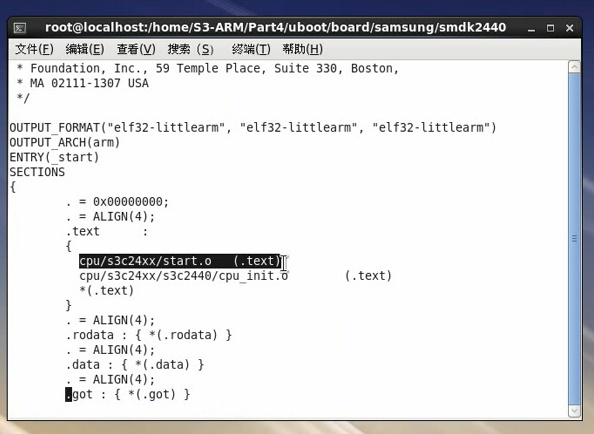 root@localhost:/home/S3-ARM/Part4/uboot/board/samsung/smdk2440
文件(F) 编辑(E) 查看(V) 搜索 (S) 终端(T) 帮助(H)
* Foundation, Inc., 59 Temple Place, Suite 330, Boston,
* MA 02111-1307 USA
*/
OUTPUT_FORMAT("elf32-littlearm", "elf32-littlearm", "elf32-littlearm")
OUTPUT_ARCH(arm)
ENTRY(_start)
SECTIONS
{
. = 0x00000000;
. = ALIGN(4);
.text :
{
cpu/s3c24xx/start.o (.text)
cpu/s3c24xx/s3c2440/cpu_init.o (.text)
*(.text)
}
. = ALIGN(4);
.rodata : { *(.rodata) }
. = ALIGN(4);
.data : { *(.data) }
. = ALIGN(4);
.got : { *(.got) }